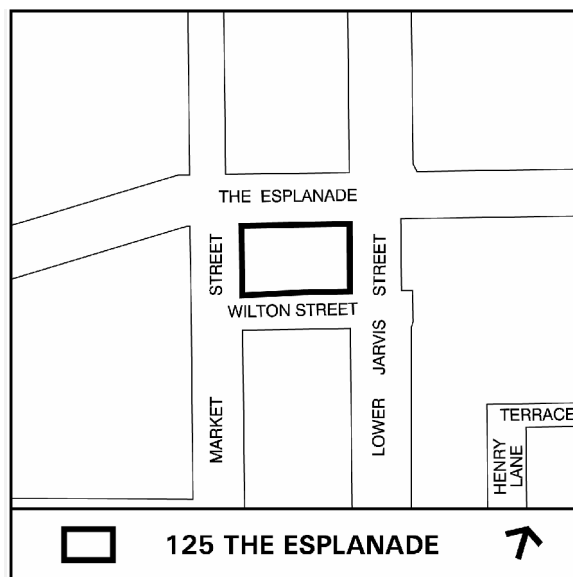 THE ESPLANADE
MARKET STREET
LOWER JARVIS STREET
WILTON STREET
TERRACE
HENRY
LANE
125 THE ESPLANADE